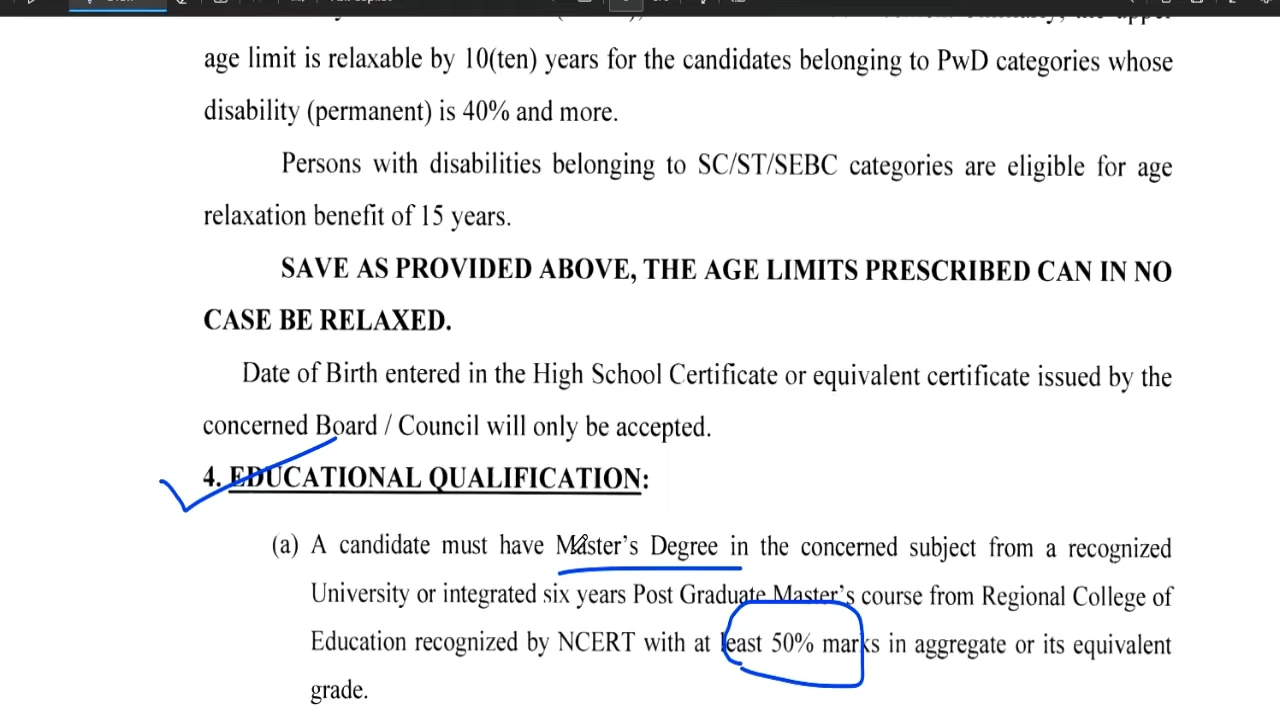 age limit is relaxable by 10(ten) years for the candidates belonging to PwD categories whose
disability (permanent) is 40% and more.
Persons with disabilities belonging to SC/ST/SEBC categories are eligible for age
relaxation benefit of 15 years.
SAVE AS PROVIDED ABOVE, THE AGE LIMITS PRESCRIBED CAN IN NO
CASE BE RELAXED.
Date of Birth entered in the High School Certificate or equivalent certificate issued by the
concerned Board / Council will only be accepted.
4. EDUCATIONAL QUALIFICATION:
(a) A candidate must have Master's Degree in the concerned subject from a recognized
University or integrated six years Post Graduate Master's course from Regional College of
Education recognized by NCERT with at least 50% marks in aggregate or its equivalent
grade.